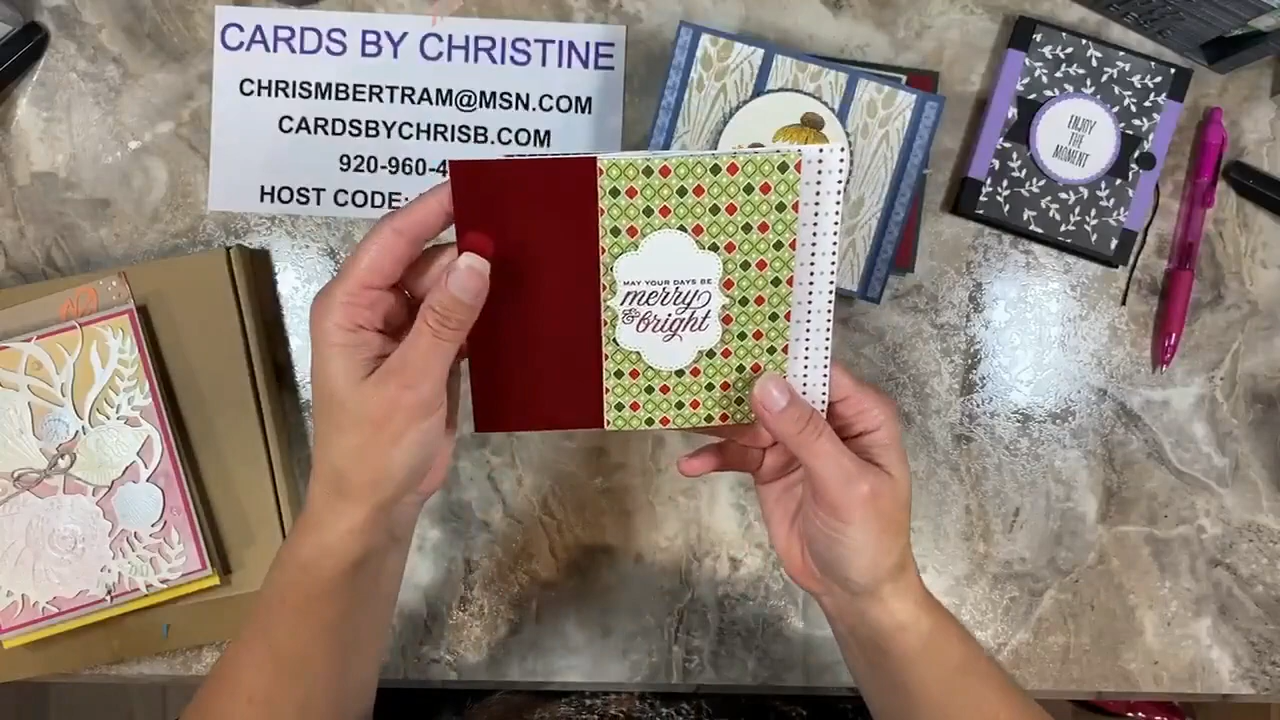 CARDS BY CHRISTINE
CHRISMBERTRAM@MSN.COM
CARDSBYCHRISB.COM
920-960-4
HOST CODE:
ENJOY
THE
MOMENT
MAY YOUR DAYS BE
merry
& bright